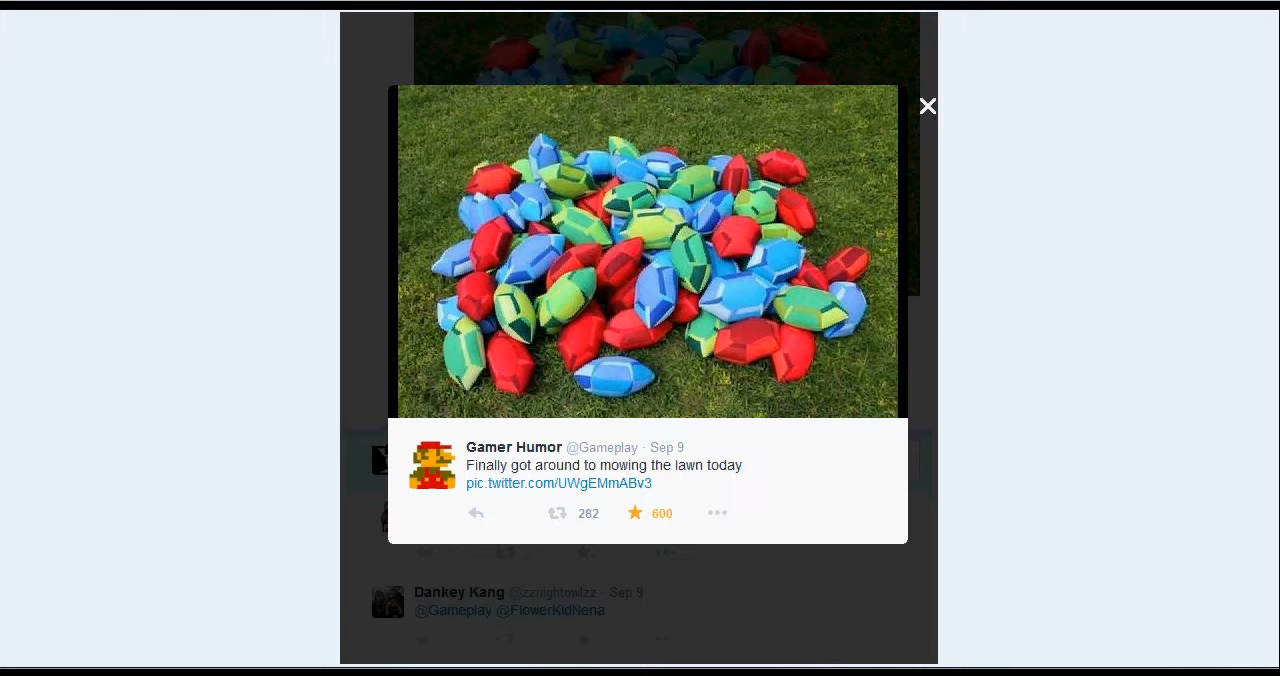 Gamer Humor @Gameplay · Sep 9
Finally got around to mowing the lawn today
pic.twitter.com/UWgEMmABv3
282 600
Dankey Kang @zznightowlzz · Sep 9
@Gameplay @FlowerKidNena